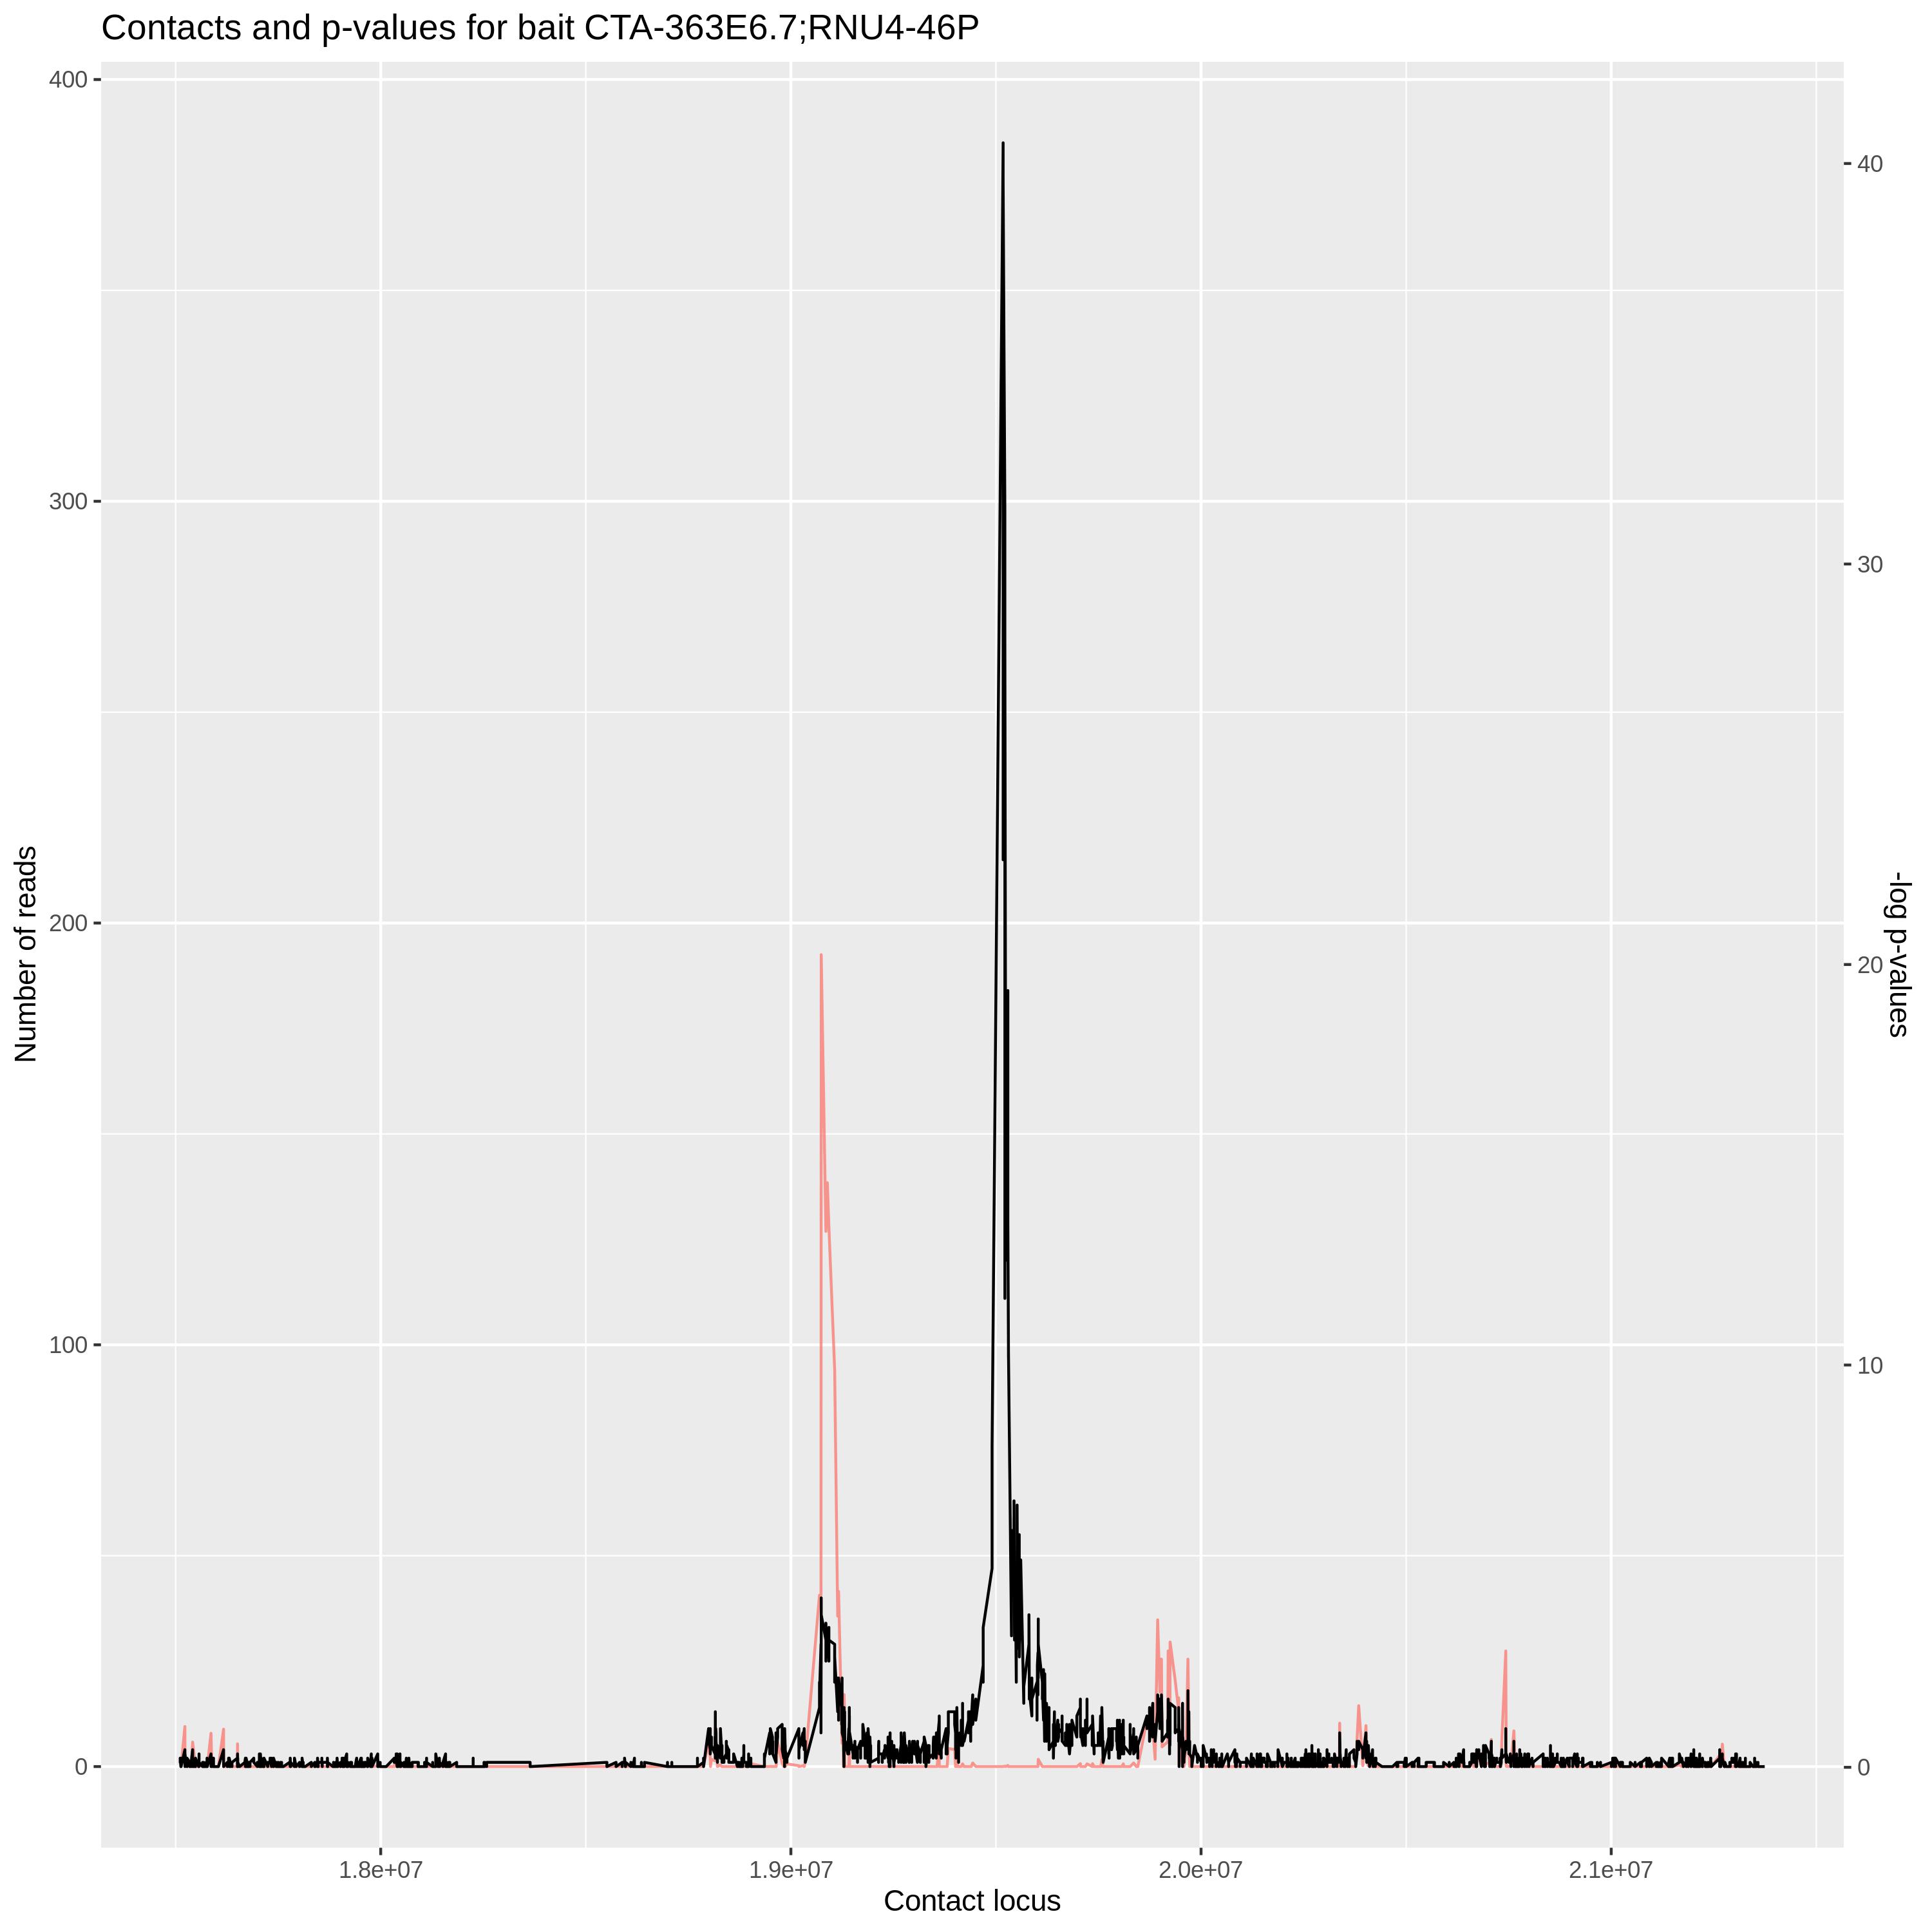 Contacts and p-values for bait CTA-363E6.7;RNU4-46P
400
300
200
100
0
Number of reads
40
30
20
10
0
-log p-values
1.8e+07
1.9e+07
2.0e+07
2.1e+07
Contact locus